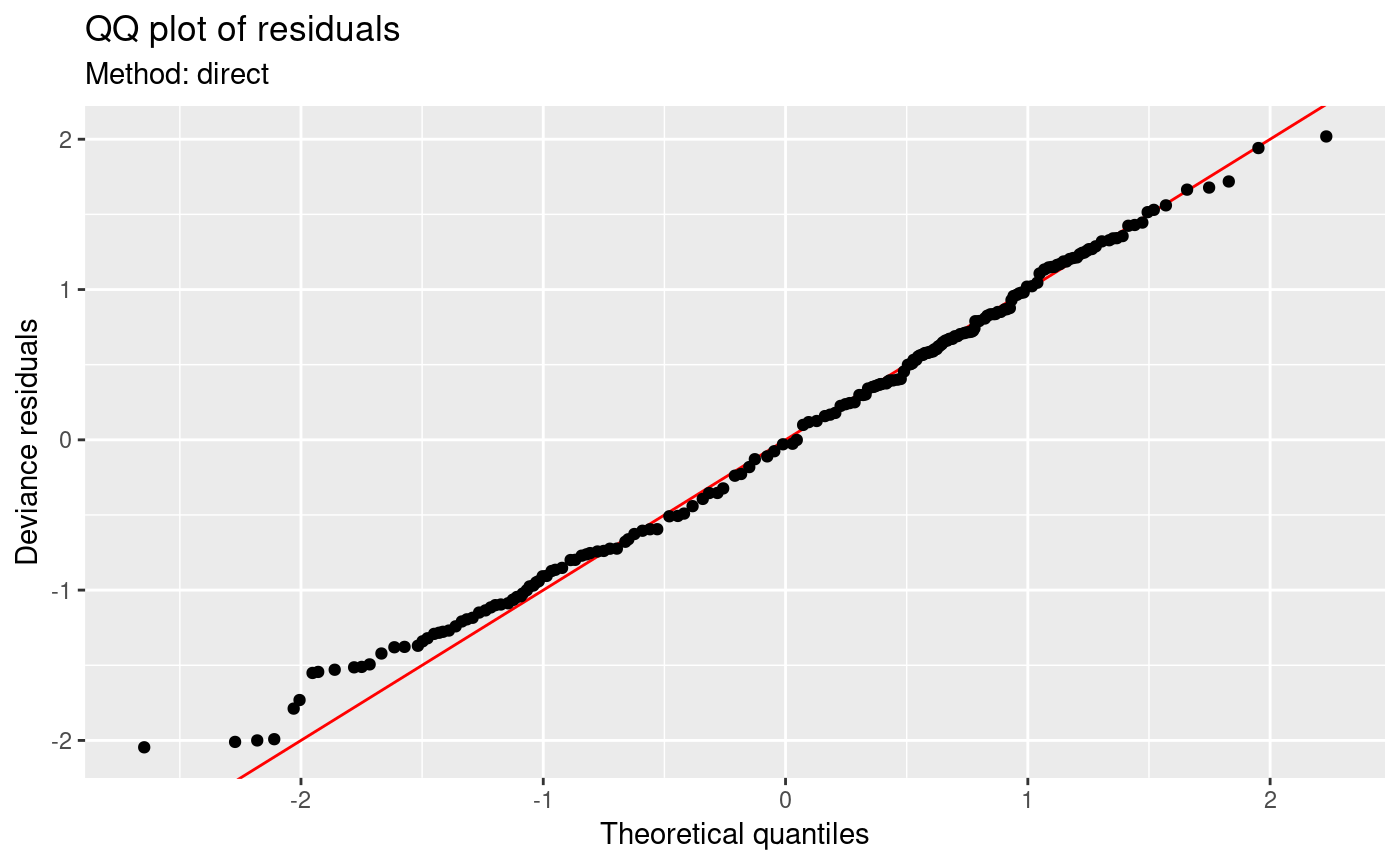 QQ plot of residuals
Method: direct
Deviance residuals
2
1
0
-1
-2
-2
-1
0
1
2
Theoretical quantiles